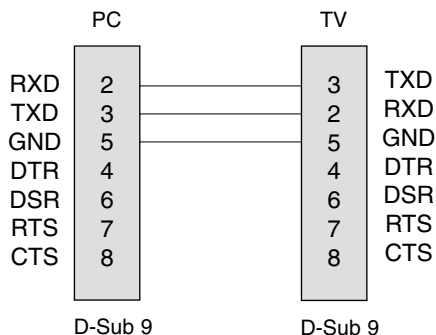 PC TV
RXD 2 3 TXD
TXD 3 2 RXD
GND 5 5 GND
DTR 4 4 DTR
DSR 6 6 DSR
RTS 7 7 RTS
CTS 8 8 CTS
D-Sub 9 D-Sub 9